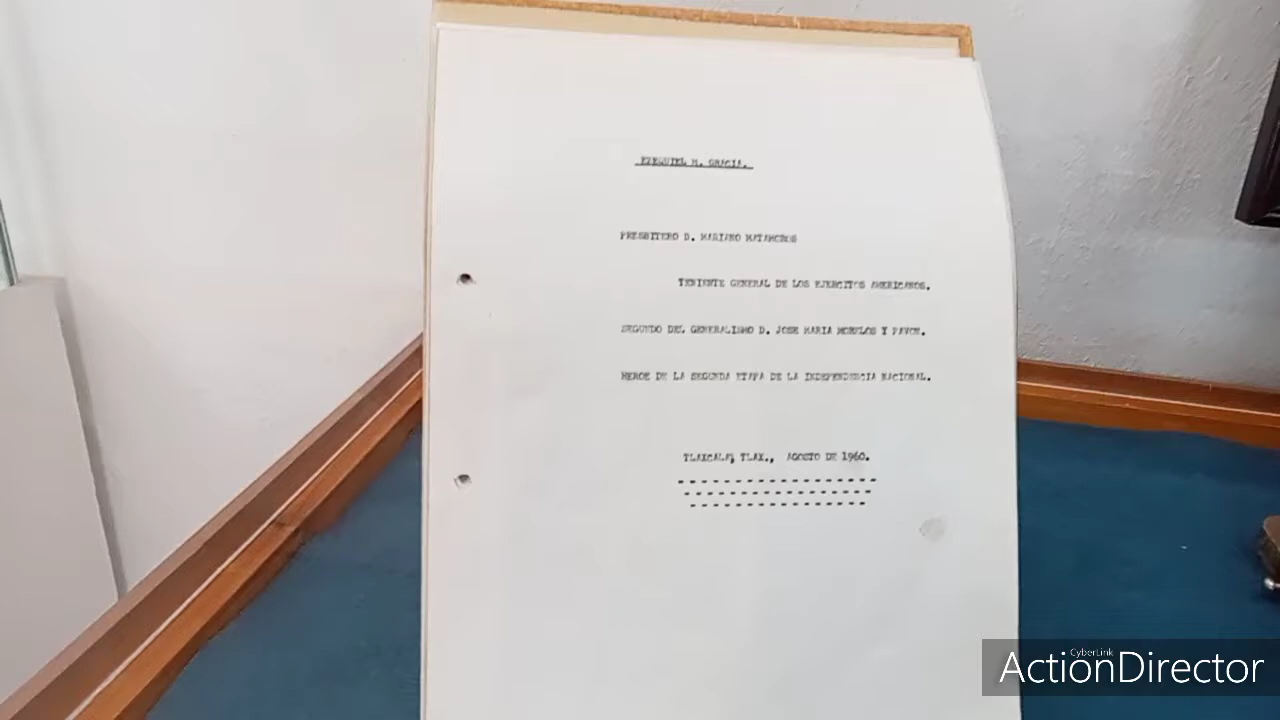 EZEQUIEL M. GRACIA.
PRESBITERO D. MARIANO MATAMOROS
TENIENTE GENERAL DE LOS EJERCITOS AMERICANOS.
SEGUNDO DEL GENERALISMO D. JOSE MARIA MORELOS Y PAVON.
HEROE DE LA SEGUNDA ETAPA DE LA INDEPENDENCIA NACIONAL.
TLAXCALA, TLAX., AGOSTO DE 1960.
CyberLink
ActionDirector